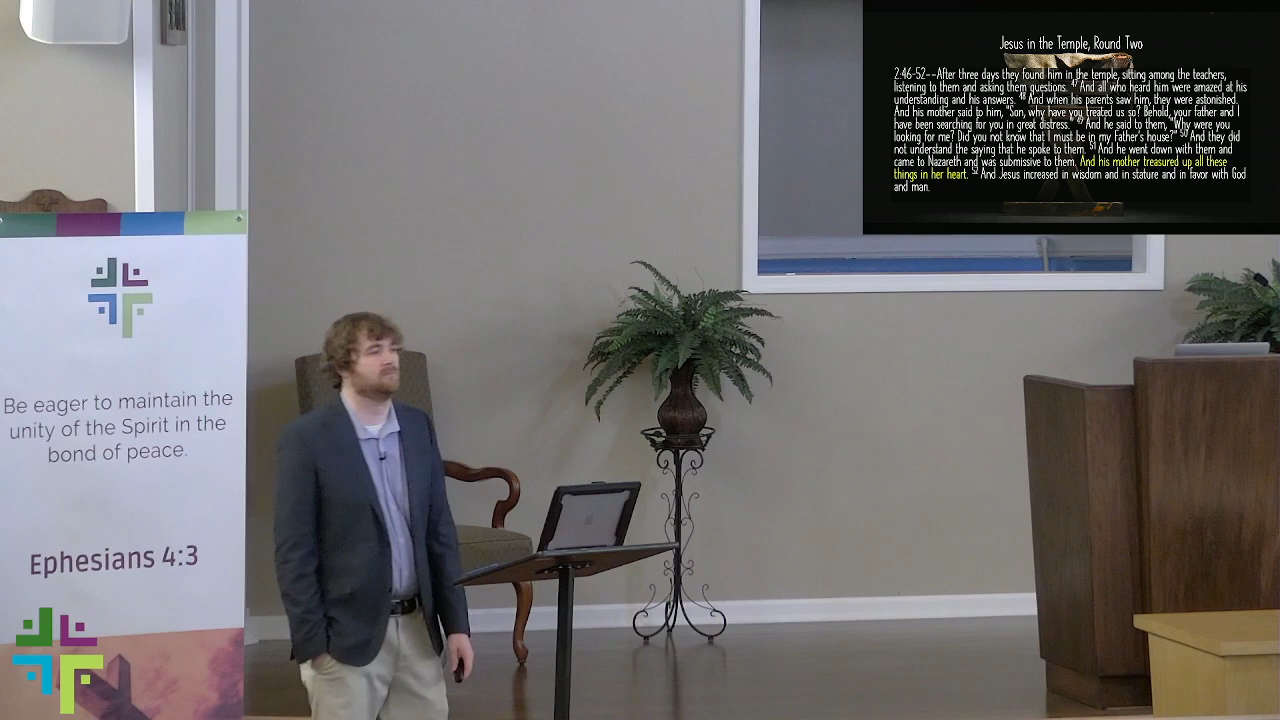 Jesus in the Temple, Round Two
2:46-52--After three days they found him in the temple, sitting among the teachers,
listening to them and asking them questions. 47 And all who heard him were amazed at his
understanding and his answers. 48 And when his parents saw him, they were astonished.
And his mother said to him, "Son, why have you treated us so? Behold, your father and I
have been searching for you in great distress." 49 And he said to them, "Why were you
looking for me? Did you not know that I must be in my Father's house?" 50 And they did
not understand the saying that he spoke to them. 51 And he went down with them and
came to Nazareth and was submissive to them. And his mother treasured up all these
things in her heart. 52 And Jesus increased in wisdom and in stature and in favor with God
and man.
Be eager to maintain the
unity of the Spirit in the
bond of peace.
Ephesians 4:3